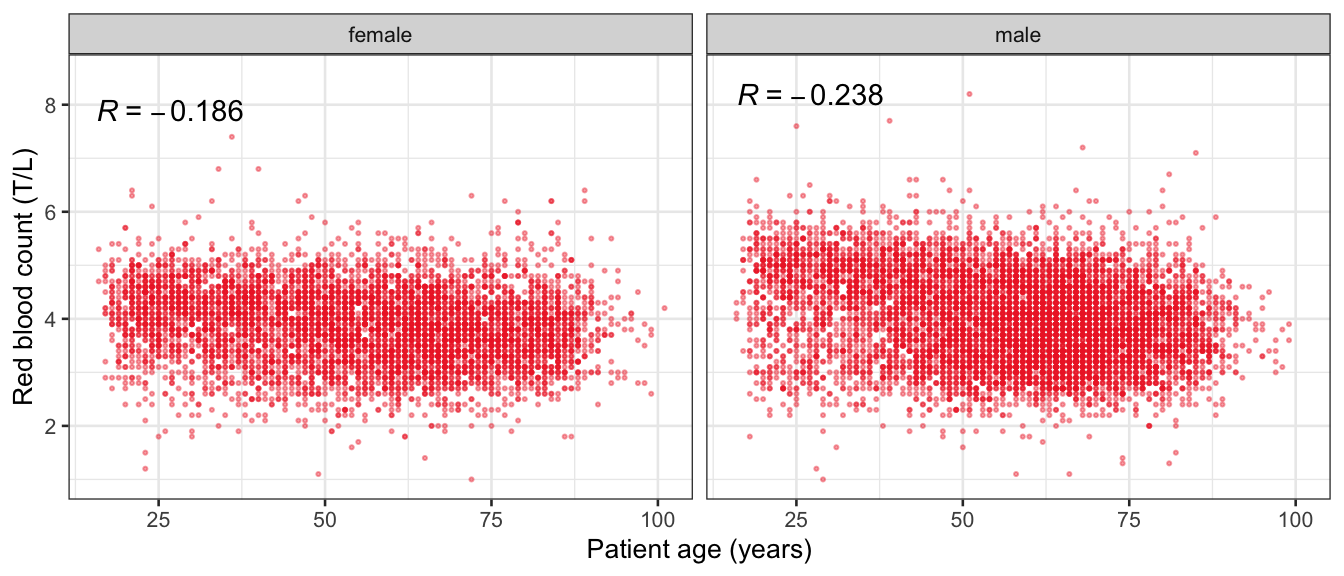 female
male
R = −0.186
R = −0.238
Red blood count (T/L)
8
6
4
2
25 50 75 100
25 50 75 100
Patient age (years)